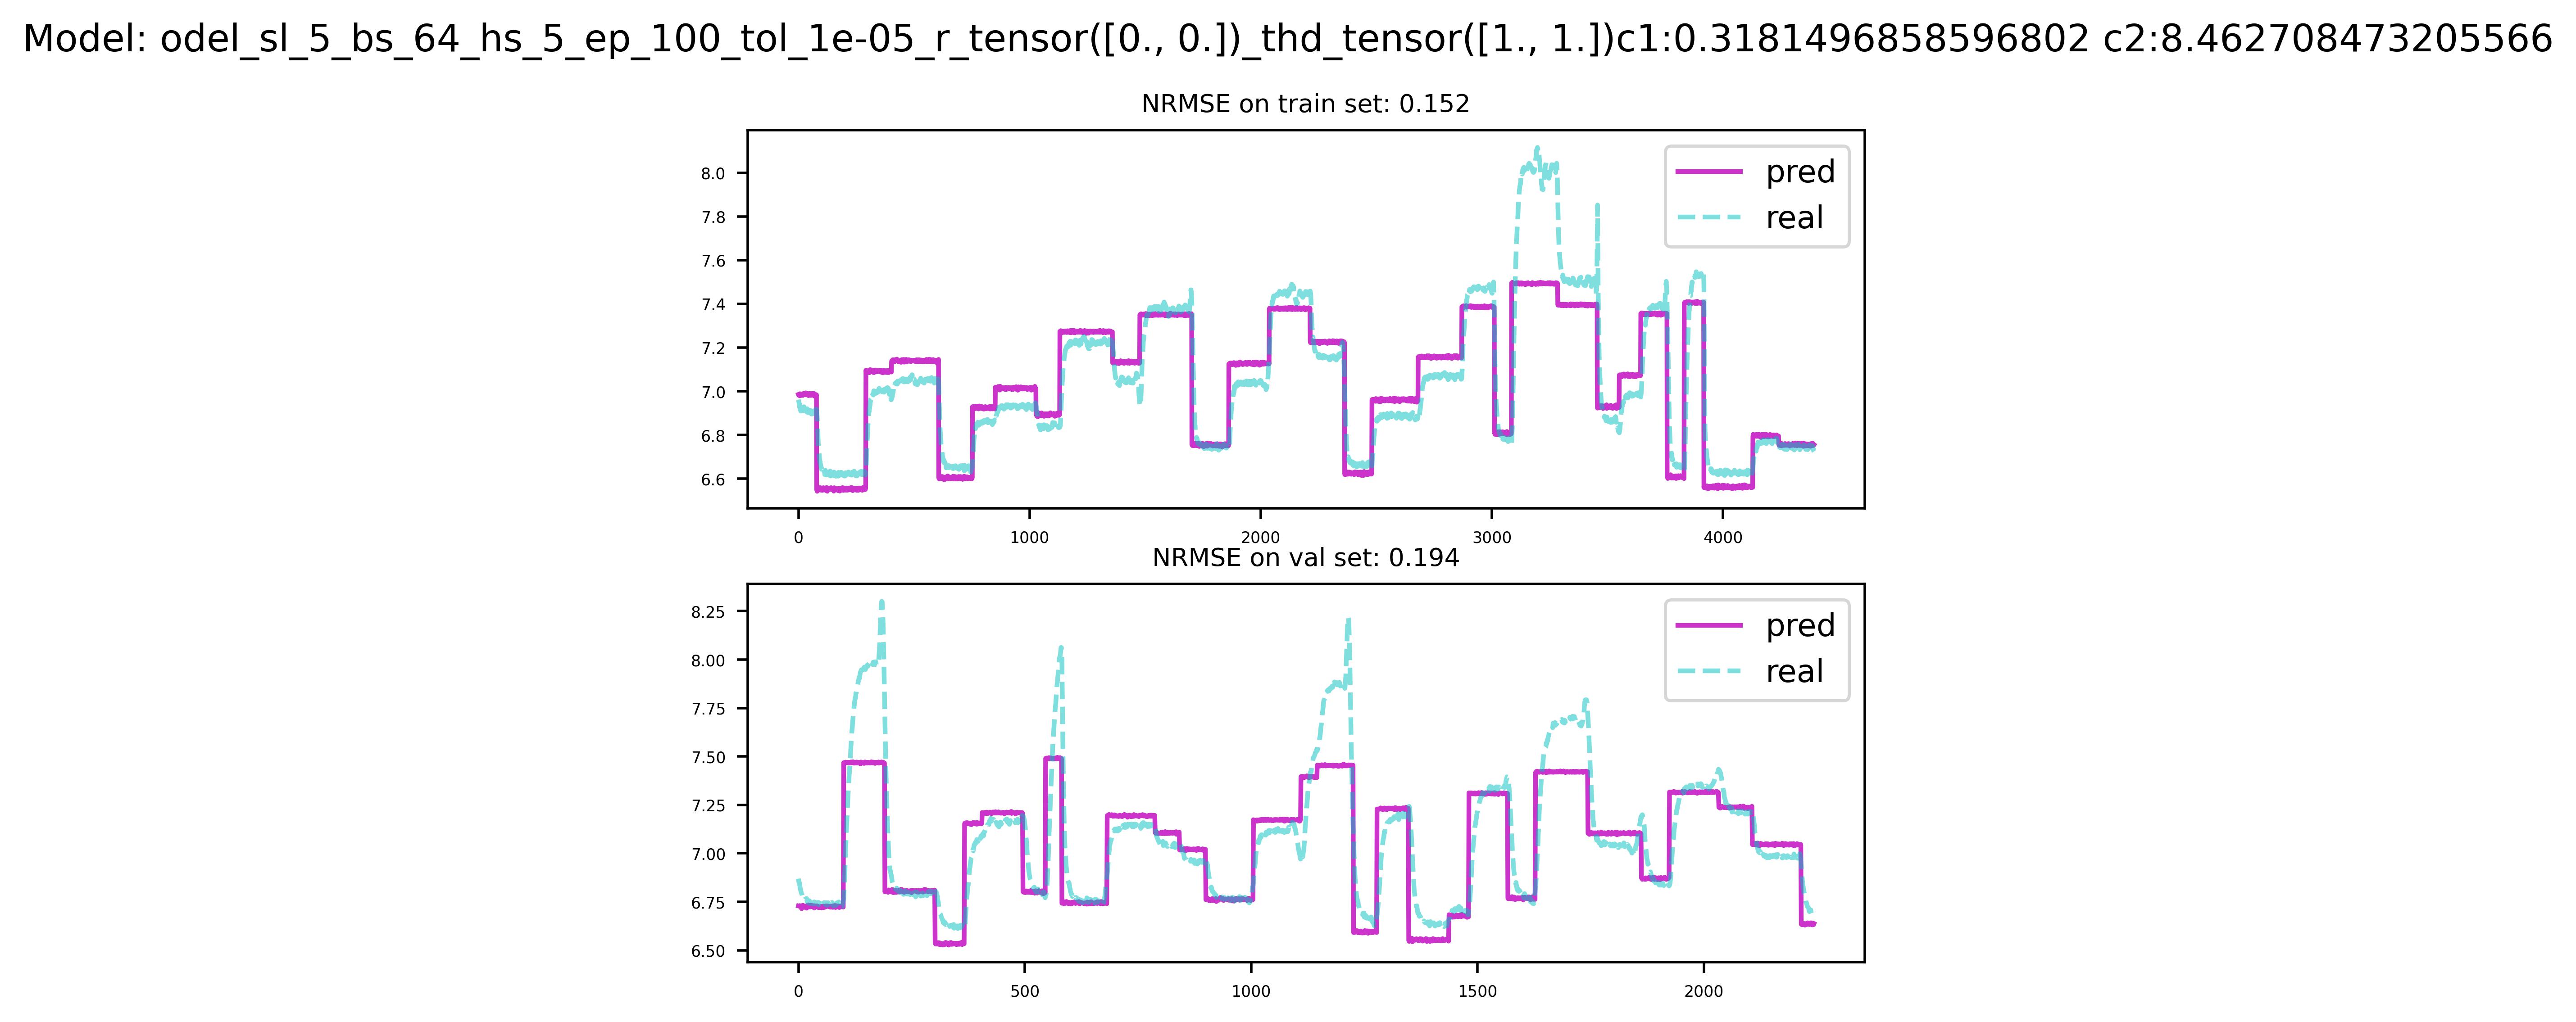 Model: odel_sl_5_bs_64_hs_5_ep_100_tol_1e-05_r_tensor([0., 0.])_thd_tensor([1., 1.])c1:0.3181496858596802 c2:8.462708473205566
NRMSE on train set: 0.152
pred
real
8.0
7.8
7.6
7.4
7.2
7.0
6.8
6.6
0 1000 2000 3000 4000
NRMSE on val set: 0.194
pred
real
8.25
8.00
7.75
7.50
7.25
7.00
6.75
6.50
0 500 1000 1500 2000